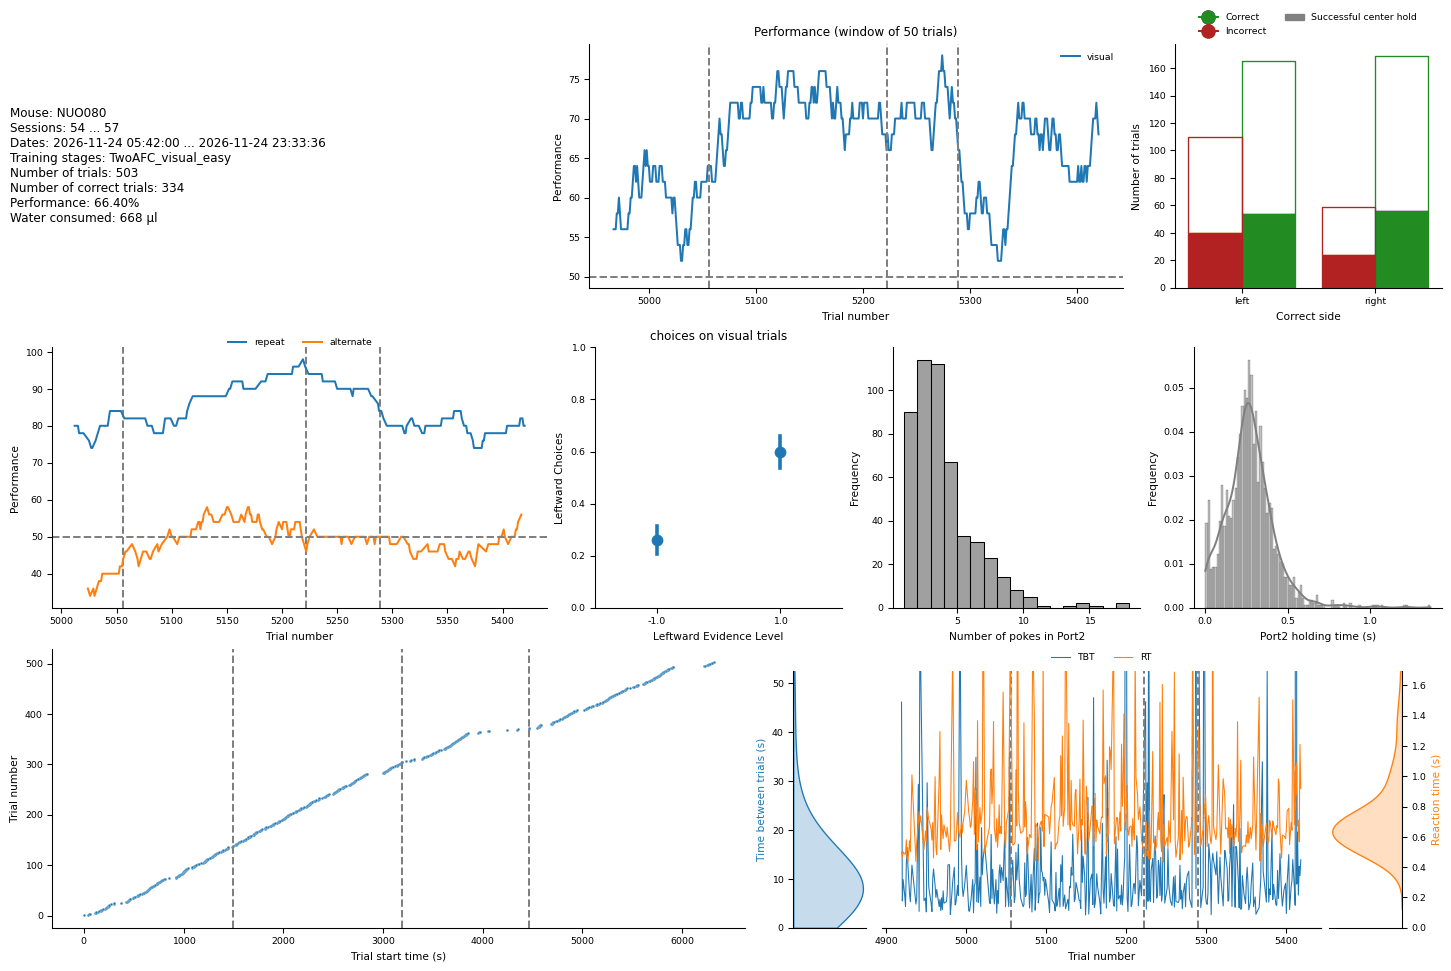 Mouse: NUO080
Sessions: 54 ... 57
Dates: 2026-11-24 05:42:00 ... 2026-11-24 23:33:36
Training stages: TwoAFC_visual_easy
Number of trials: 503
Number of correct trials: 334
Performance: 66.40%
Water consumed: 668 µl
Performance (window of 50 trials)
visual
Performance
75
70
65
60
55
50
5000 5100 5200 5300 5400
Trial number
Correct
Incorrect
Successful center hold
Number of trials
160
140
120
100
80
60
40
20
0
left right
Correct side
repeat alternate
Performance
100
90
80
70
60
50
40
5000 5050 5100 5150 5200 5250 5300 5350 5400
Trial number
choices on visual trials
Leftward Choices
1.0
0.8
0.6
0.4
0.2
0.0
-1.0 1.0
Leftward Evidence Level
Frequency
100
80
60
40
20
0
5 10 15
Number of pokes in Port2
Frequency
0.05
0.04
0.03
0.02
0.01
0.00
0.0 0.5 1.0
Port2 holding time (s)
Trial number
500
400
300
200
100
0
0 1000 2000 3000 4000 5000 6000
Trial start time (s)
TBT RT
Time between trials (s)
50
40
30
20
10
0
4900 5000 5100 5200 5300 5400
Trial number
1.6
1.4
1.2
1.0
0.8
0.6
0.4
0.2
0.0
Reaction time (s)